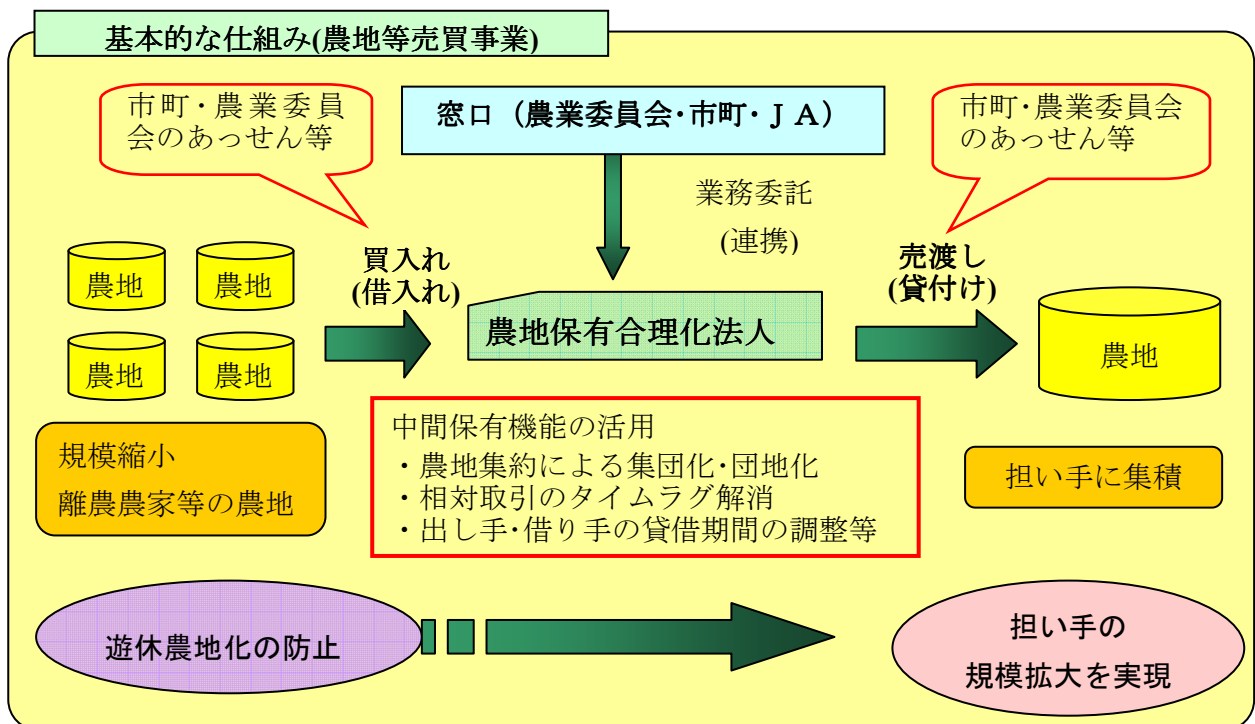 基本的な仕組み(農地等売買事業)
市町・農業委員
会のあっせん等
窓口（農業委員会・市町・ＪＡ）
市町・農業委員会
のあっせん等
業務委託
(連携)
農地
農地
農地
農地
買入れ
(借入れ)
農地保有合理化法人
売渡し
(貸付け)
農地
規模縮小
離農農家等の農地
中間保有機能の活用
・農地集約による集団化・団地化
・相対取引のタイムラグ解消
・出し手・借り手の貸借期間の調整等
担い手に集積
遊休農地化の防止
担い手の
規模拡大を実現